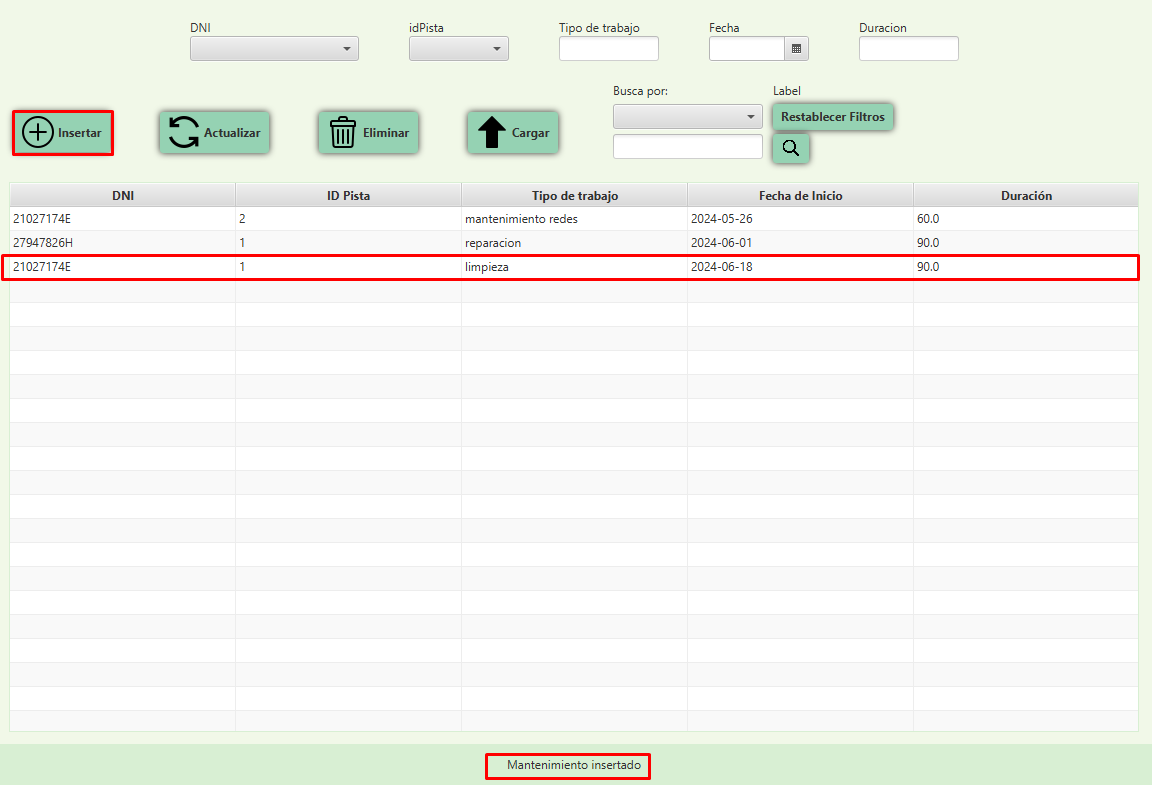 DNI idPista Tipo de trabajo Fecha Duracion
Busca por: Label
Insertar Actualizar Eliminar Cargar Restablecer Filtros
DNI ID Pista Tipo de trabajo Fecha de Inicio Duración
21027174E 2 mantenimiento redes 2024-05-26 60.0
27947826H 1 reparacion 2024-06-01 90.0
21027174E 1 limpieza 2024-06-18 90.0
Mantenimiento insertado